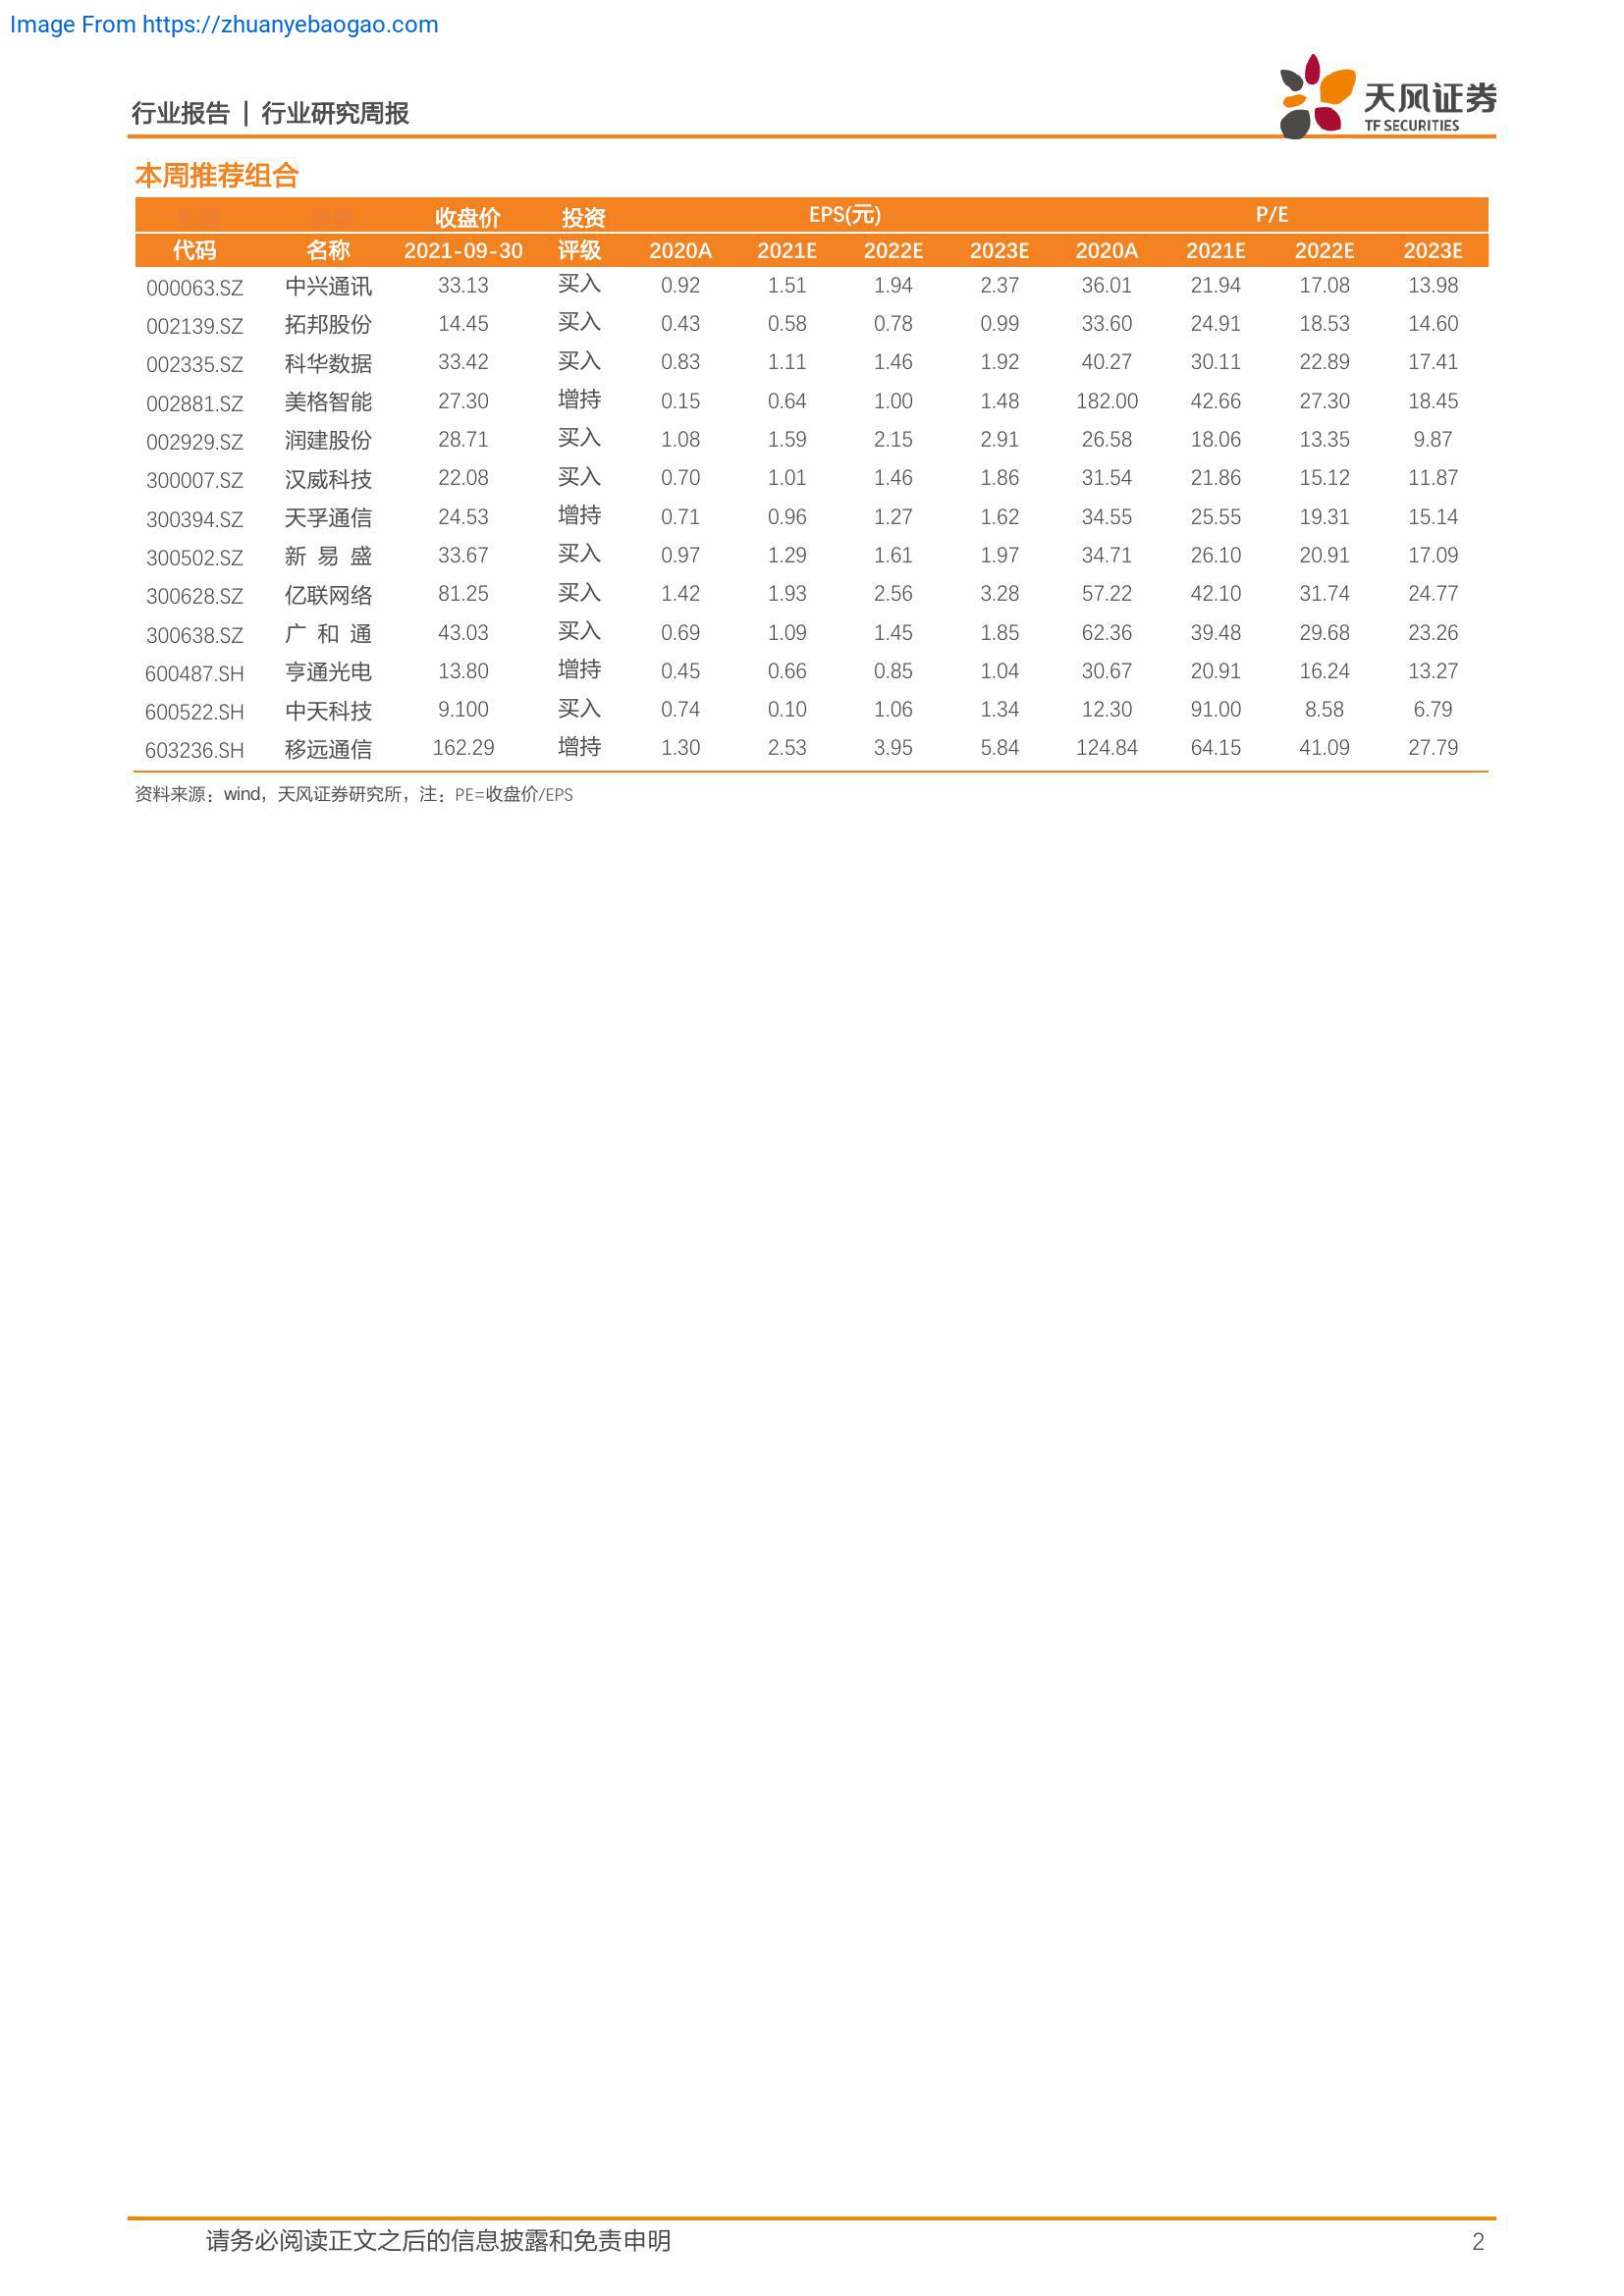 Image From https://zhuanyebaogao.com
行业报告 | 行业研究周报
天风证券
TF SECURITIES
本周推荐组合
收盘价 投资 EPS(元) P/E
代码 名称 2021-09-30 评级 2020A 2021E 2022E 2023E 2020A 2021E 2022E 2023E
000063.SZ 中兴通讯 33.13 买入 0.92 1.51 1.94 2.37 36.01 21.94 17.08 13.98
002139.SZ 拓邦股份 14.45 买入 0.43 0.58 0.78 0.99 33.60 24.91 18.53 14.60
002335.SZ 科华数据 33.42 买入 0.83 1.11 1.46 1.92 40.27 30.11 22.89 17.41
002881.SZ 美格智能 27.30 增持 0.15 0.64 1.00 1.48 182.00 42.66 27.30 18.45
002929.SZ 润建股份 28.71 买入 1.08 1.59 2.15 2.91 26.58 18.06 13.35 9.87
300007.SZ 汉威科技 22.08 买入 0.70 1.01 1.46 1.86 31.54 21.86 15.12 11.87
300394.SZ 天孚通信 24.53 增持 0.71 0.96 1.27 1.62 34.55 25.55 19.31 15.14
300502.SZ 新易盛 33.67 买入 0.97 1.29 1.61 1.97 34.71 26.10 20.91 17.09
300628.SZ 亿联网络 81.25 买入 1.42 1.93 2.56 3.28 57.22 42.10 31.74 24.77
300638.SZ 广和通 43.03 买入 0.69 1.09 1.45 1.85 62.36 39.48 29.68 23.26
600487.SH 亨通光电 13.80 增持 0.45 0.66 0.85 1.04 30.67 20.91 16.24 13.27
600522.SH 中天科技 9.100 买入 0.74 0.10 1.06 1.34 12.30 91.00 8.58 6.79
603236.SH 移远通信 162.29 增持 1.30 2.53 3.95 5.84 124.84 64.15 41.09 27.79
资料来源：wind，天风证券研究所，注：PE=收盘价/EPS
请务必阅读正文之后的信息披露和免责申明 2